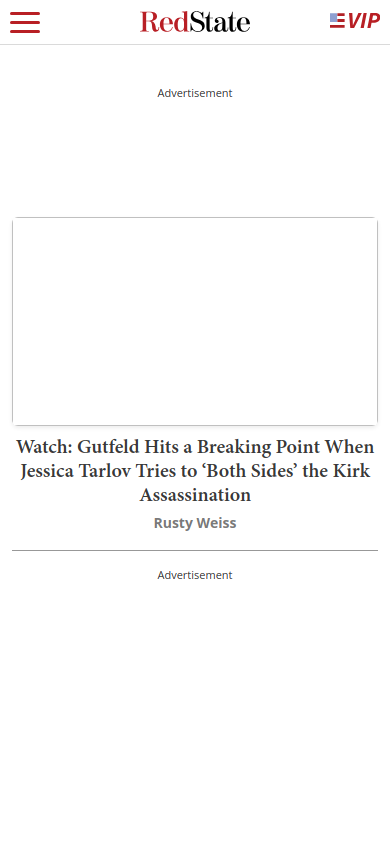 RedState
VIP
Advertisement
Watch: Gutfeld Hits a Breaking Point When
Jessica Tarlov Tries to ‘Both Sides’ the Kirk
Assassination
Rusty Weiss
Advertisement